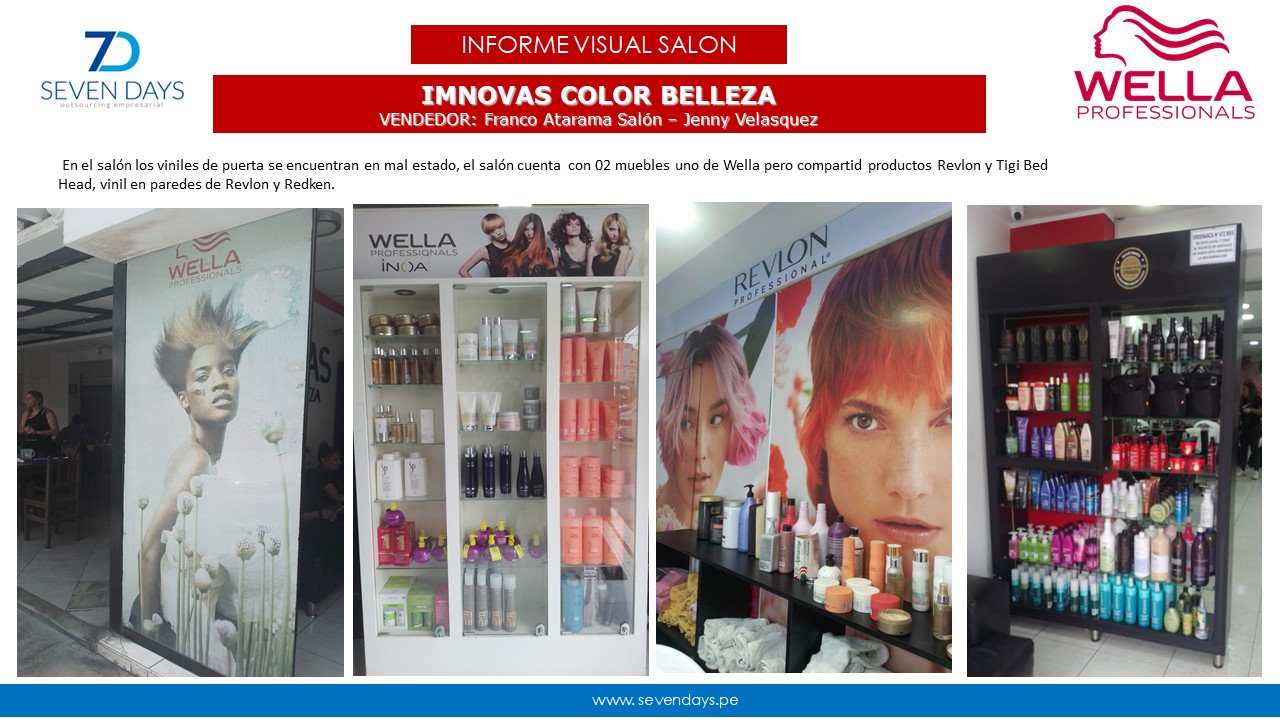 7D
SEVEN DAYS
outsourcing empresarial
INFORME VISUAL SALON
WELLA
PROFESSIONALS
IMNOVAS COLOR BELLEZA
VENDEDOR: Franco Atarama Salón – Jenny Velasquez
En el salón los viniles de puerta se encuentran en mal estado, el salón cuenta con 02 muebles uno de Wella pero compartid productos Revlon y Tigi Bed
Head, vinil en paredes de Revlon y Redken.
WELLA
PROFESSIONALS
WELLA
PROFESSIONALS
INOA
REVLON
PROFESSIONAL®
www.sevendays.pe